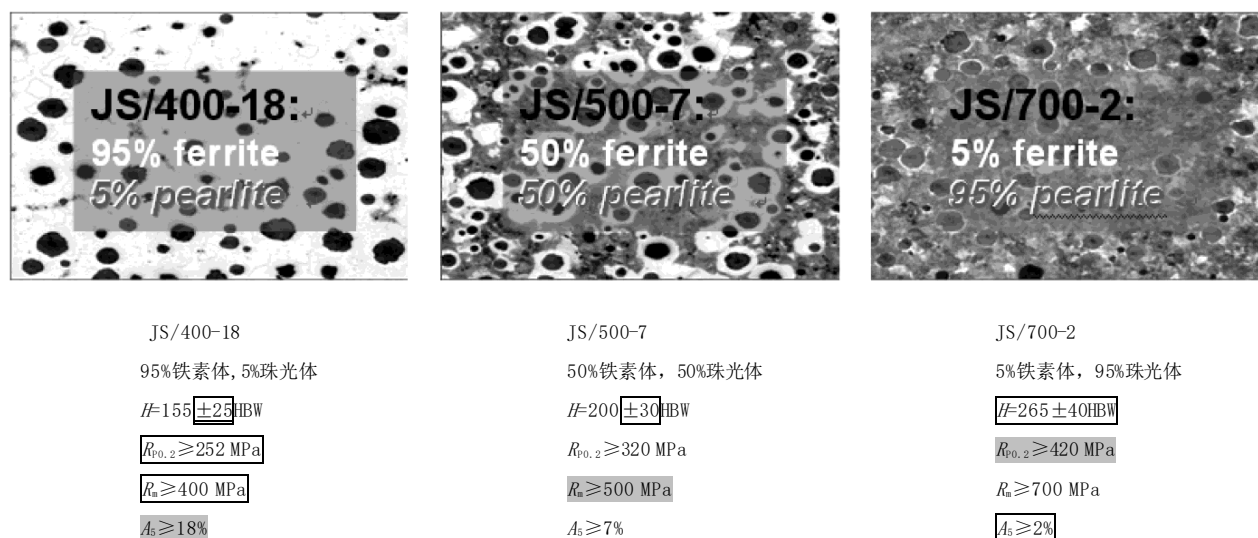 JS/400-18:
95% ferrite
5% pearlite
JS/500-7:
50% ferrite
50% pearlite
JS/700-2:
5% ferrite
95% pearlite
JS/400-18
95%铁素体,5%珠光体
H=155±25HBW
RP0.2≥252 MPa
Rm≥400 MPa
A5≥18%
JS/500-7
50%铁素体，50%珠光体
H=200±30HBW
RP0.2≥320 MPa
Rm≥500 MPa
A5≥7%
JS/700-2
5%铁素体，95%珠光体
H=265±40HBW
RP0.2≥420 MPa
Rm≥700 MPa
A5≥2%